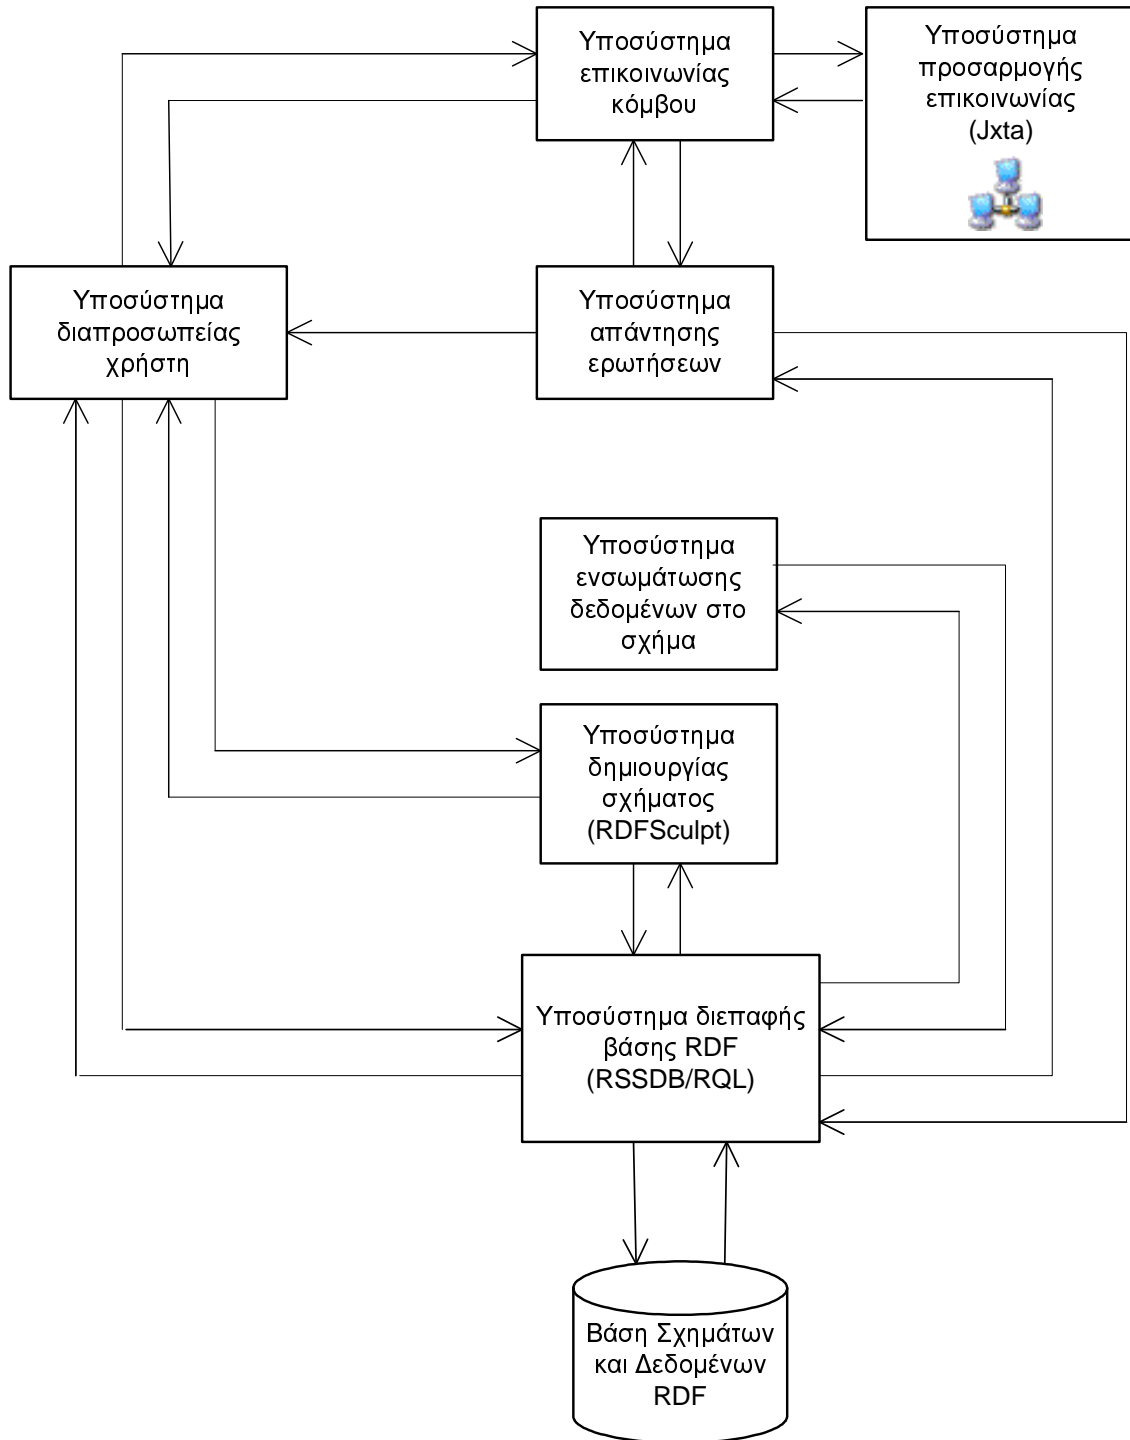 Υποσύστημα
επικοινωνίας
κόμβου
Υποσύστημα
προσαρμογής
επικοινωνίας
(Jxta)
Υποσύστημα
διαπροσωπείας
χρήστη
Υποσύστημα
απάντησης
ερωτήσεων
Υποσύστημα
ενσωμάτωσης
δεδομένων στο
σχήμα
Υποσύστημα
δημιουργίας
σχήματος
(RDFSculpt)
Υποσύστημα διεπαφής
βάσης RDF
(RSSDB/RQL)
Βάση Σχημάτων
και Δεδομένων
RDF